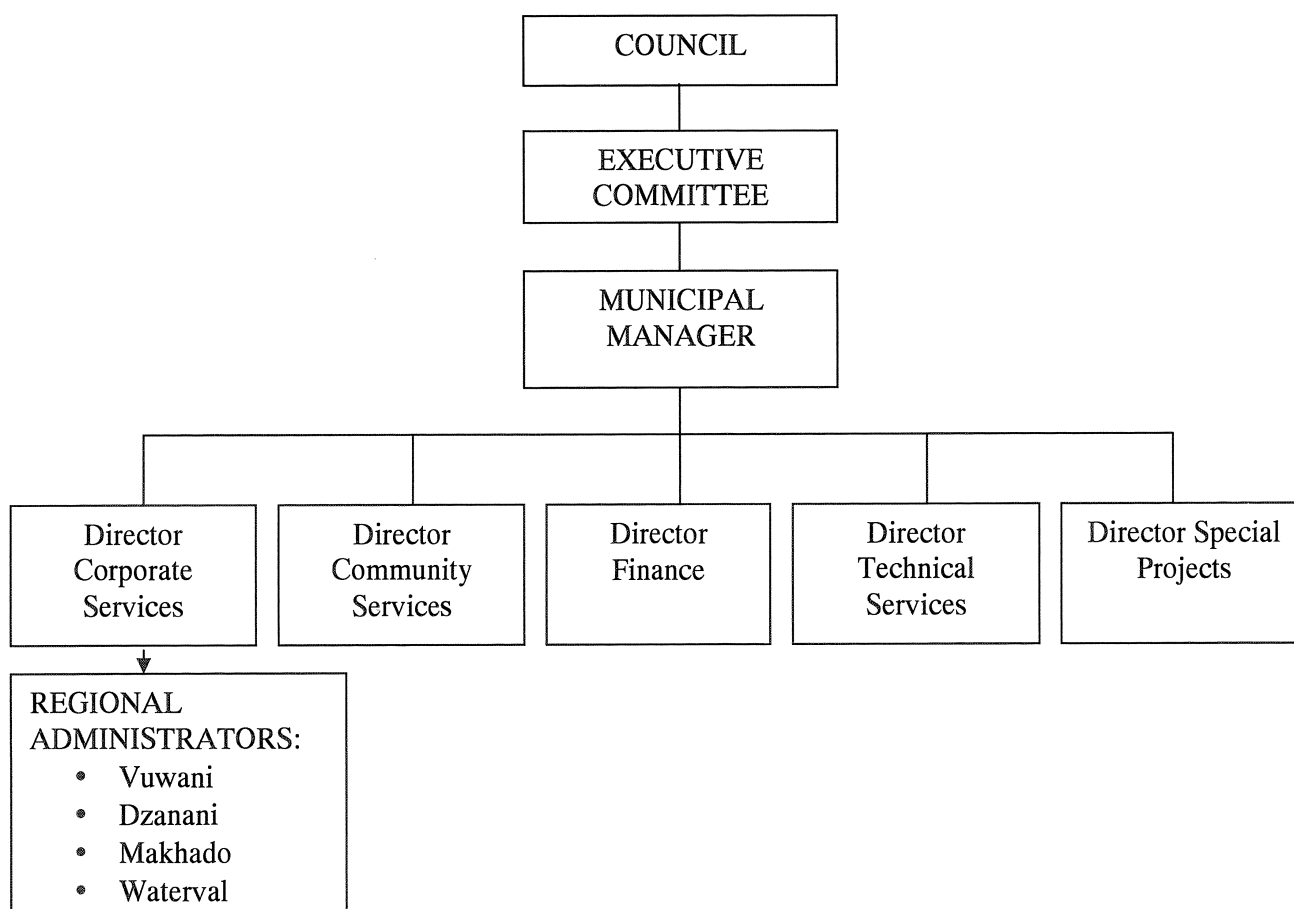 COUNCIL
EXECUTIVE
COMMITTEE
MUNICIPAL
MANAGER
Director
Corporate
Services
Director
Community
Services
Director
Finance
Director
Technical
Services
Director Special
Projects
REGIONAL
ADMINISTRATORS:
• Vuwani
• Dzanani
• Makhado
• Waterval